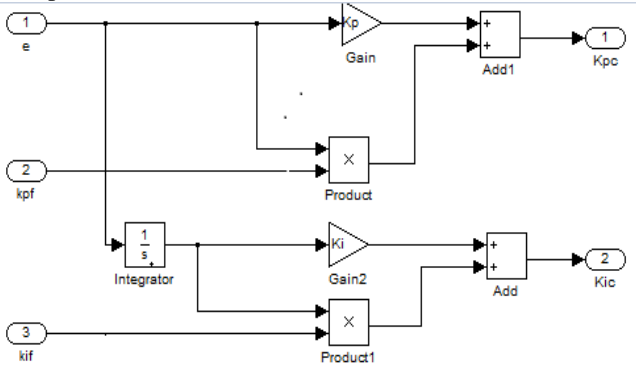 1
e
Kp
Gain
+
+
Add1
1
Kpc
2
kpf
×
Product
1
s
Integrator
Ki
Gain2
+
+
Add
2
Kic
3
kif
×
Product1